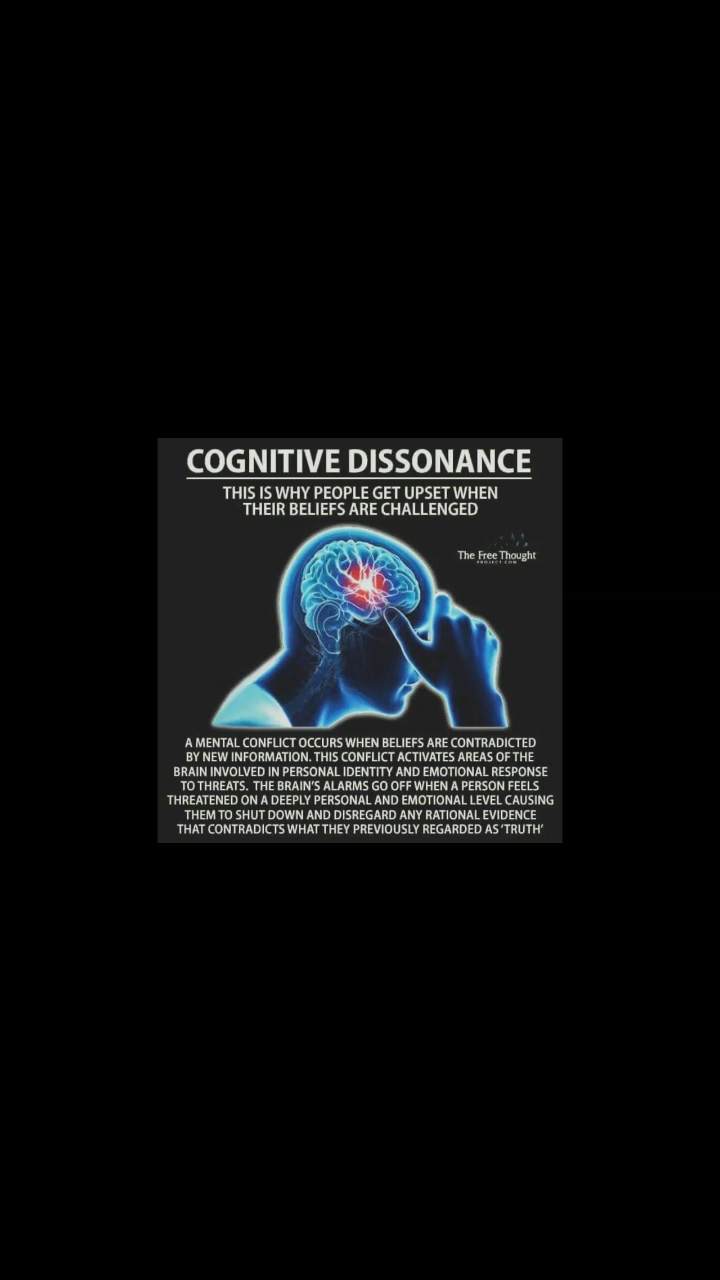 COGNITIVE DISSONANCE
THIS IS WHY PEOPLE GET UPSET WHEN
THEIR BELIEFS ARE CHALLENGED
The Free Thought
PROJECT.COM
A MENTAL CONFLICT OCCURS WHEN BELIEFS ARE CONTRADICTED
BY NEW INFORMATION. THIS CONFLICT ACTIVATES AREAS OF THE
BRAIN INVOLVED IN PERSONAL IDENTITY AND EMOTIONAL RESPONSE
TO THREATS. THE BRAIN'S ALARMS GO OFF WHEN A PERSON FEELS
THREATENED ON A DEEPLY PERSONAL AND EMOTIONAL LEVEL CAUSING
THEM TO SHUT DOWN AND DISREGARD ANY RATIONAL EVIDENCE
THAT CONTRADICTS WHAT THEY PREVIOUSLY REGARDED AS 'TRUTH'